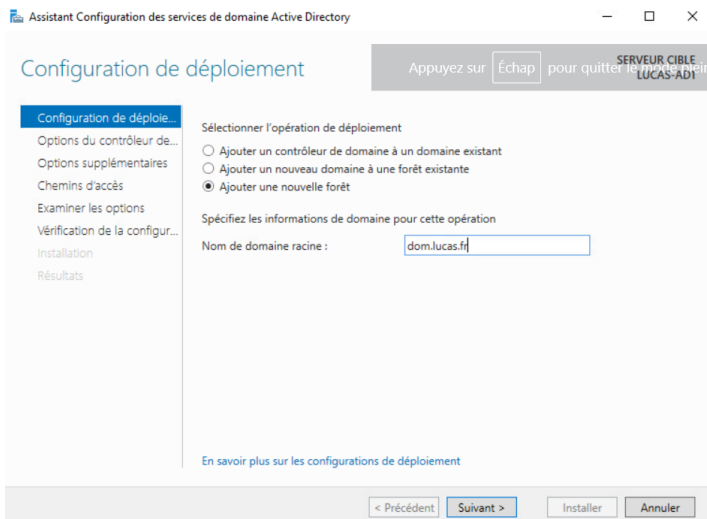 Assistant Configuration des services de domaine Active Directory
Configuration de déploiement
Appuyez sur Échap pour quitter le mode plein
SERVEUR CIBLE
LUCAS-AD1
Configuration de déploie...
Options du contrôleur de...
Options supplémentaires
Chemins d'accès
Examiner les options
Vérification de la configur...
Installation
Résultats
Sélectionner l'opération de déploiement
Ajouter un contrôleur de domaine à un domaine existant
Ajouter un nouveau domaine à une forêt existante
Ajouter une nouvelle forêt
Spécifiez les informations de domaine pour cette opération
Nom de domaine racine : dom.lucas.fr
En savoir plus sur les configurations de déploiement
< Précédent Suivant > Installer Annuler